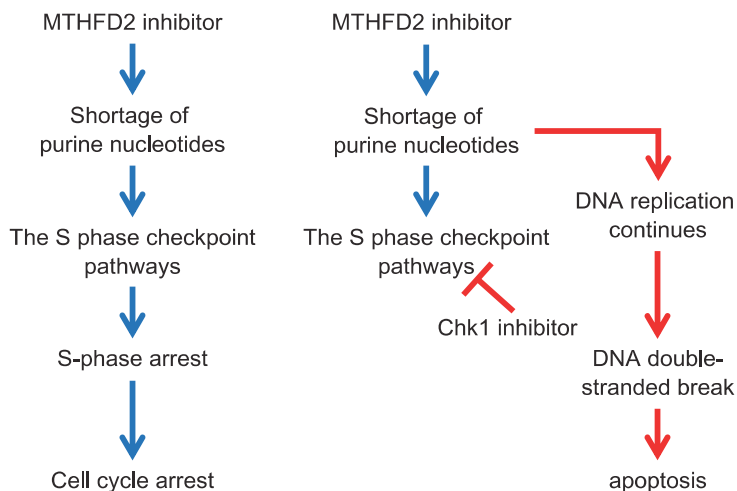 MTHFD2 inhibitor
Shortage of
purine nucleotides
The S phase checkpoint
pathways
S-phase arrest
Cell cycle arrest
MTHFD2 inhibitor
Shortage of
purine nucleotides
The S phase checkpoint
pathways
Chk1 inhibitor
DNA replication
continues
DNA double-
stranded break
apoptosis